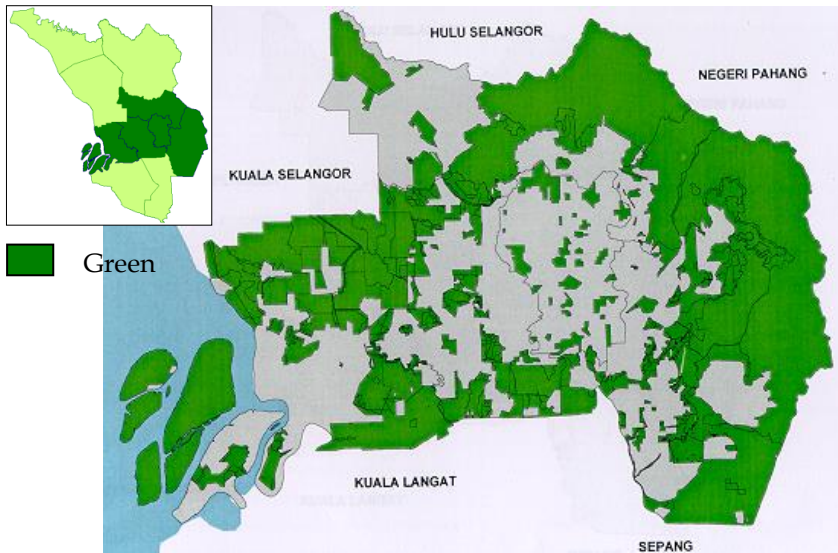 HULU SELANGOR
NEGERI PAHANG
KUALA SELANGOR
Green
KUALA LANGAT
SEPANG